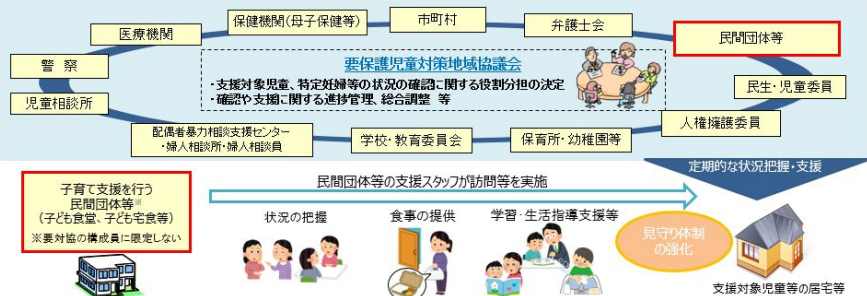 保健機関(母子保健等)
市町村
弁護士会
医療機関
民間団体等
警察
要保護児童対策地域協議会
・支援対象児童、特定妊婦等の状況の確認に関する役割分担の決定
・確認や支援に関する進捗管理、総合調整 等
民生・児童委員
児童相談所
人権擁護委員
配偶者暴力相談支援センター
・婦人相談所・婦人相談員
学校・教育委員会
保育所・幼稚園等
定期的な状況把握・支援
子育て支援を行う
民間団体等※
(子ども食堂、子ども宅食等)
※要対協の構成員に限定しない
民間団体等の支援スタッフが訪問等を実施
状況の把握
食事の提供
学習・生活指導支援等
見守り体制
の強化
支援対象児童等の居宅等